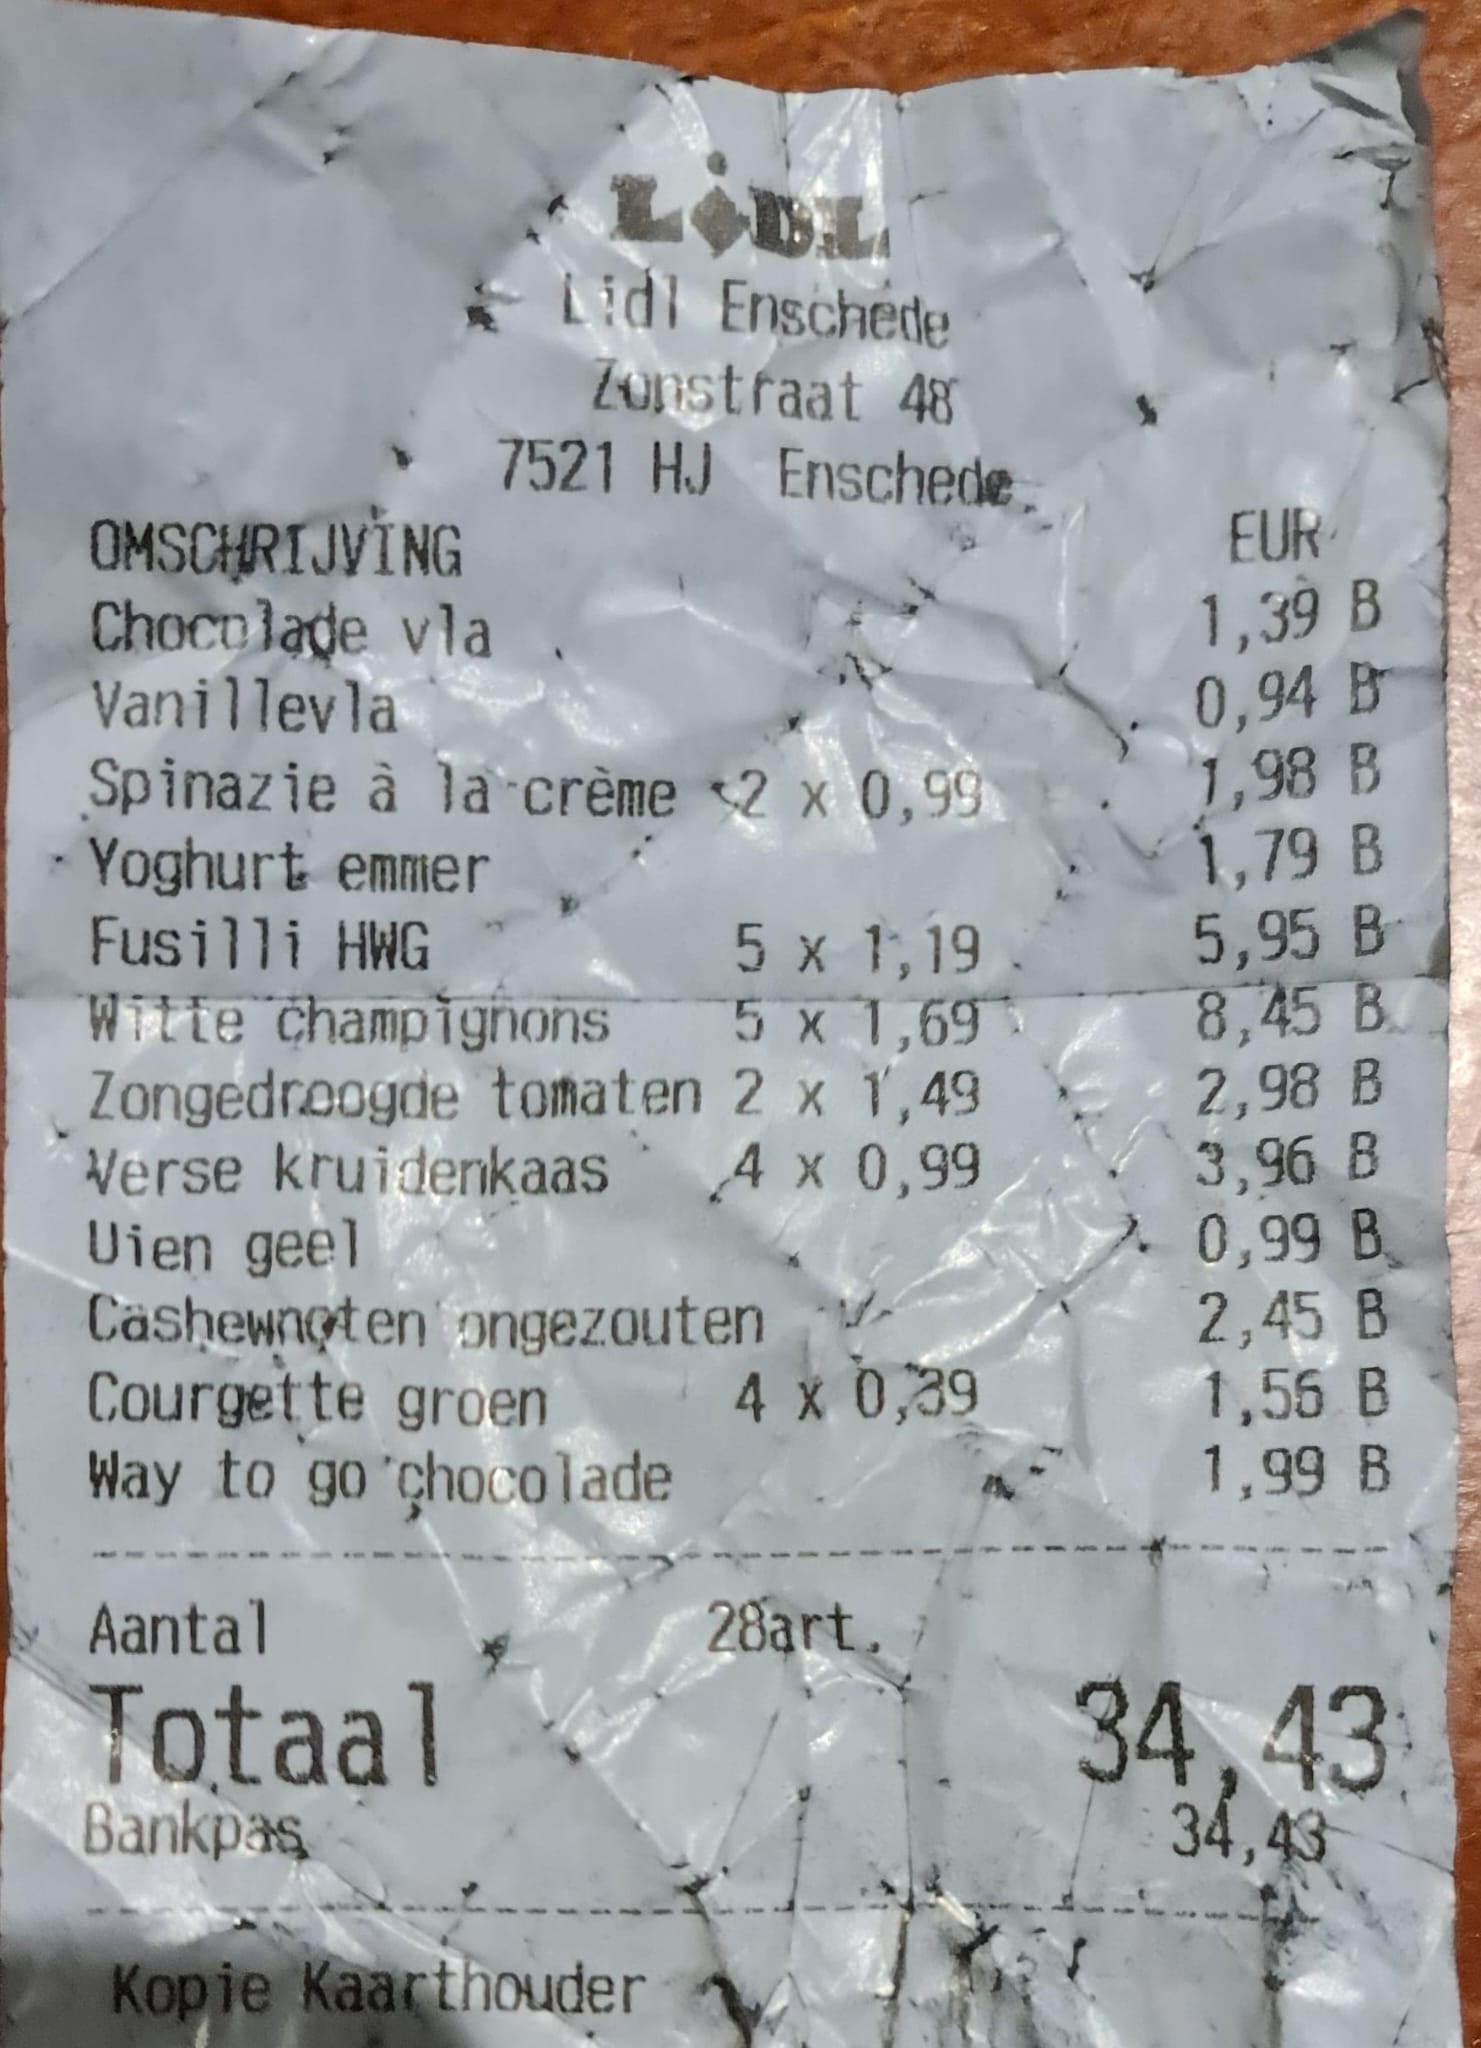 LIDL
Lidl Enschede
Zonstraat 48
7521 HJ Enschede
OMSCHRIJVING EUR
Chocolade vla 1,39 B
Vanillevla 0,94 B
Spinazie à la crème 2 x 0,99 1,98 B
Yoghurt emmer 1,79 B
Fusilli HWG 5 x 1,19 5,95 B
Witte champignons 5 x 1,69 8,45 B
Zongedroogde tomaten 2 x 1,49 2,98 B
Verse kruidenkaas 4 x 0,99 3,96 B
Uien geel 0,99 B
Cashewnoten ongezouten 2,45 B
Courgette groen 4 x 0,39 1,56 B
Way to go chocolade 1,99 B
Aantal 28art.
Totaal 34,43
Bankpas 34,43
Kopie Kaarthouder